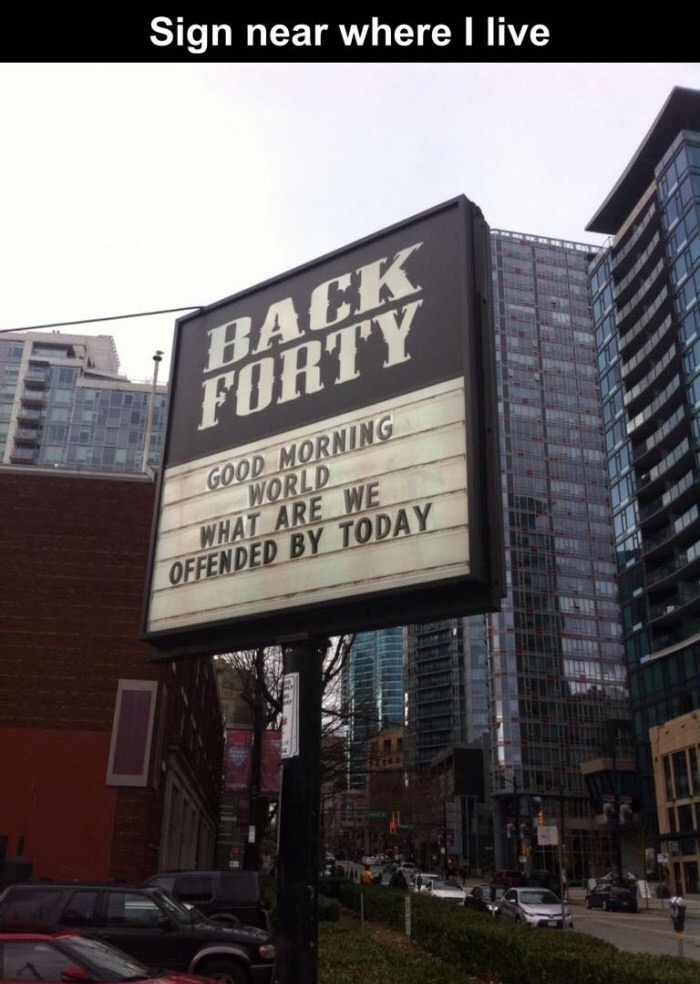 Sign near where I live
BACK
FORTY
GOOD MORNING
WORLD
WHAT ARE WE
OFFENDED BY TODAY